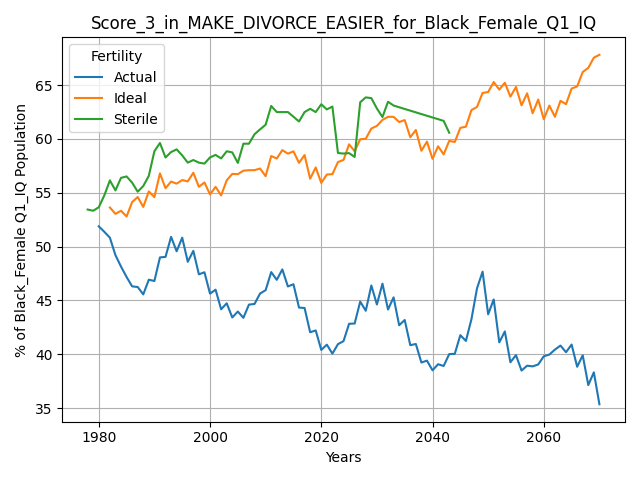 Score_3_in_MAKE_DIVORCE_EASIER_for_Black_Female_Q1_IQ
Fertility
Actual
Ideal
Sterile
% of Black_Female Q1_IQ Population
65
60
55
50
45
40
35
1980
2000
2020
2040
2060
Years